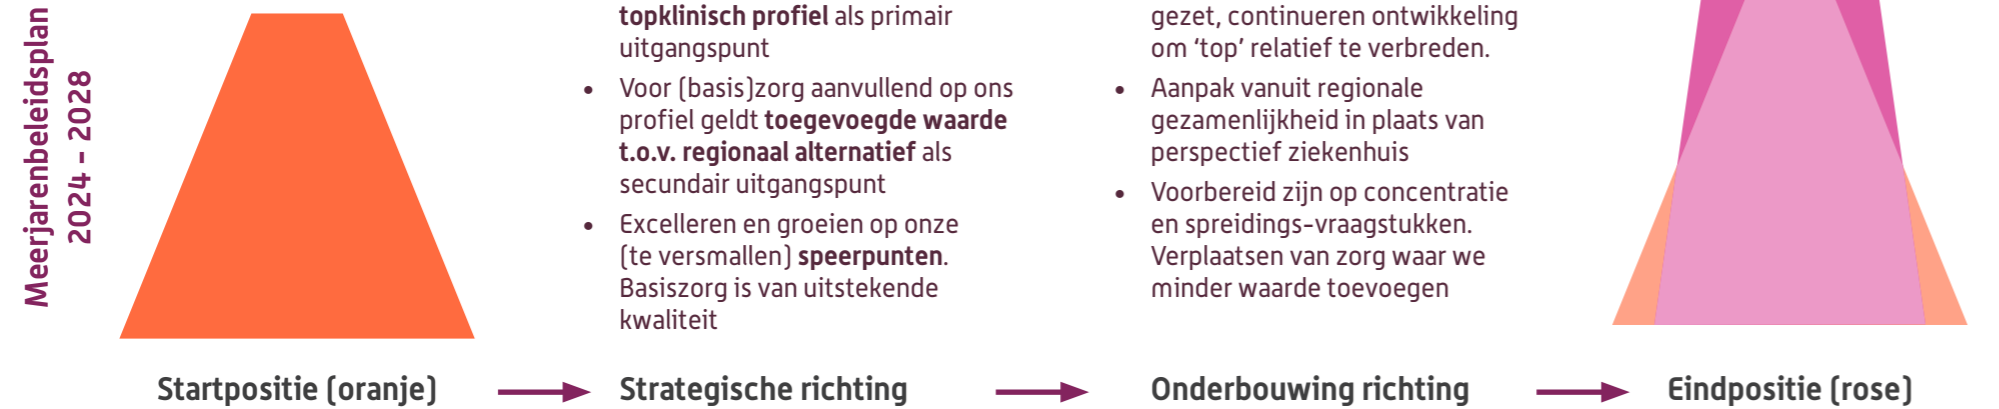 Meerjarenbeleidsplan
2024 - 2028
topklinisch profiel als primair
uitgangspunt
• Voor (basis)zorg aanvullend op ons
profiel geldt toegevoegde waarde
t.o.v. regionaal alternatief als
secundair uitgangspunt
• Excelleren en groeien op onze
(te versmallen) speerpunten.
Basiszorg is van uitstekende
kwaliteit
gezet, continueren ontwikkeling
om ‘top’ relatief te verbreden.
• Aanpak vanuit regionale
gezamenlijkheid in plaats van
perspectief ziekenhuis
• Voorbereid zijn op concentratie
en spreidings-vraagstukken.
Verplaatsen van zorg waar we
minder waarde toevoegen
Startpositie (oranje)
Strategische richting
Onderbouwing richting
Eindpositie (rose)